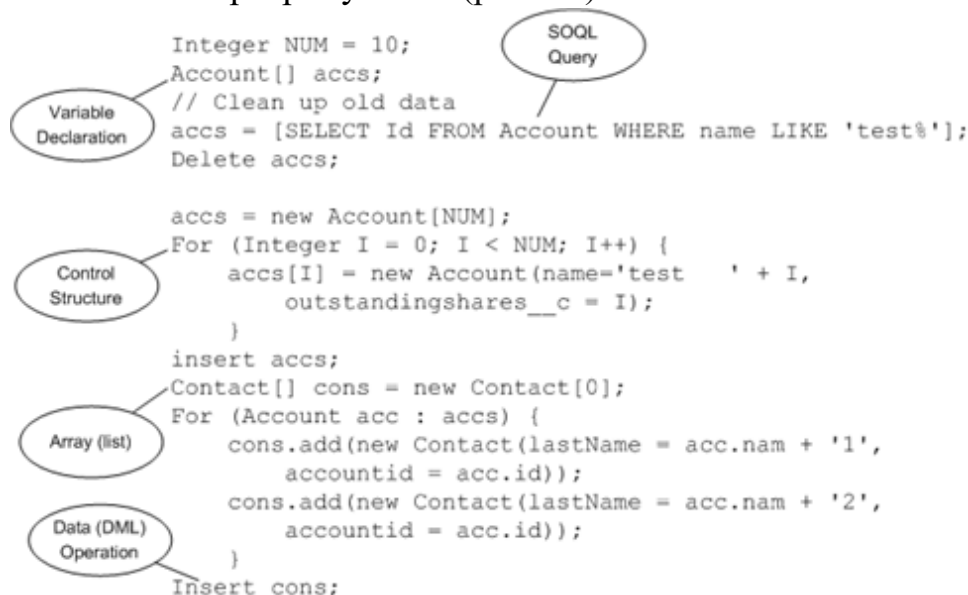 SOQL
Query
Integer NUM = 10;
Account[] accs;
Variable
Declaration
// Clean up old data
accs = [SELECT Id FROM Account WHERE name LIKE 'test%'];
Delete accs;
accs = new Account[NUM];
For (Integer I = 0; I < NUM; I++) {
Control
Structure
accs[I] = new Account(name='test   ' + I,
outstandingshares__c = I);
}
insert accs;
Contact[] cons = new Contact[0];
For (Account acc : accs) {
Array (list)
cons.add(new Contact(lastName = acc.nam + '1',
accountid = acc.id));
cons.add(new Contact(lastName = acc.nam + '2',
accountid = acc.id));
Data (DML)
Operation
}
Insert cons;